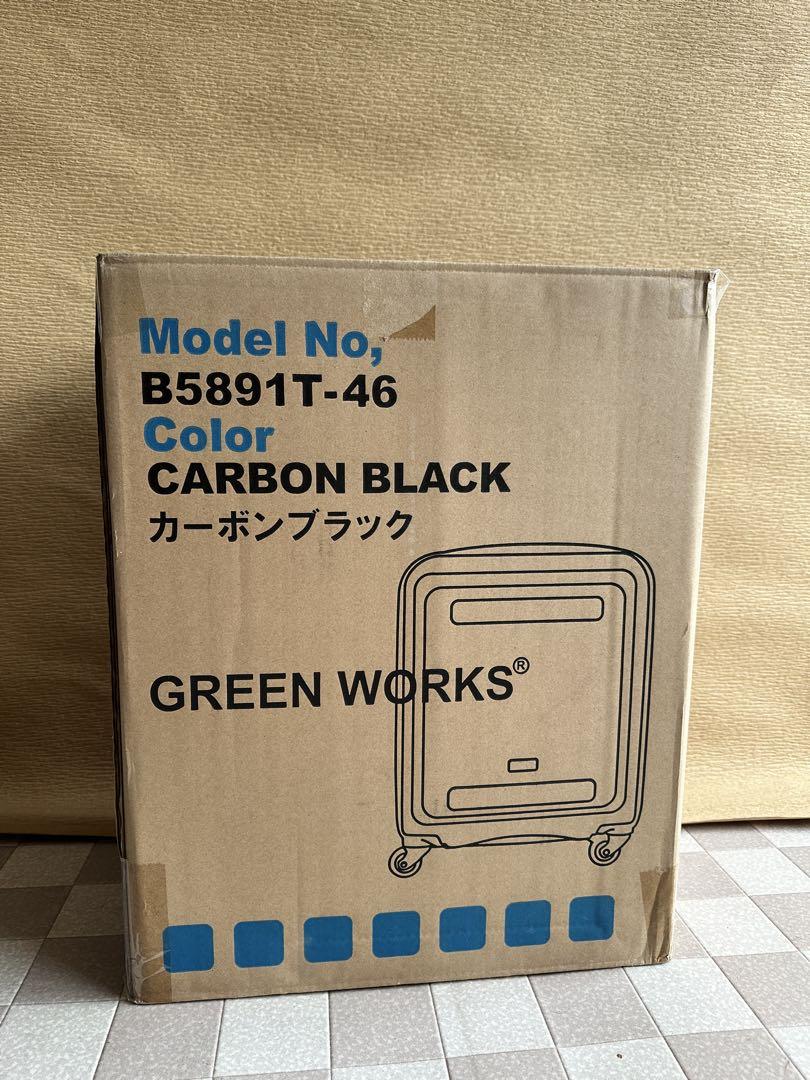 Model No,
B5891T-46
Color
CARBON BLACK
カーボンブラック
GREEN WORKS®